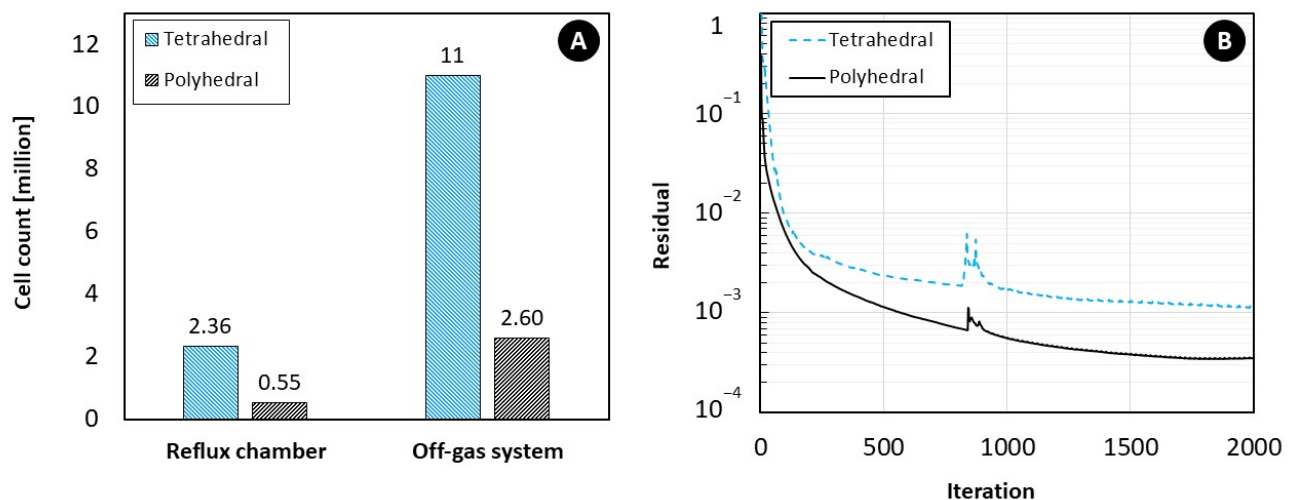 Cell count [million]
12
10
8
6
4
2
0
Tetrahedral
Polyhedral
A
2.36
0.55
11
2.60
Reflux chamber
Off-gas system
Residual
1
10⁻¹
10⁻²
10⁻³
10⁻⁴
Tetrahedral
Polyhedral
B
0
500
1000
1500
2000
Iteration